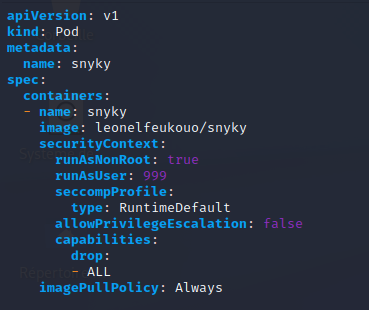 apiVersion: v1
kind: Pod
metadata:
  name: snyky
spec:
  containers:
  - name: snyky
    image: leonelfeukouo/snyky
    securityContext:
      runAsNonRoot: true
      runAsUser: 999
      seccompProfile:
        type: RuntimeDefault
      allowPrivilegeEscalation: false
      capabilities:
        drop:
        - ALL
    imagePullPolicy: Always